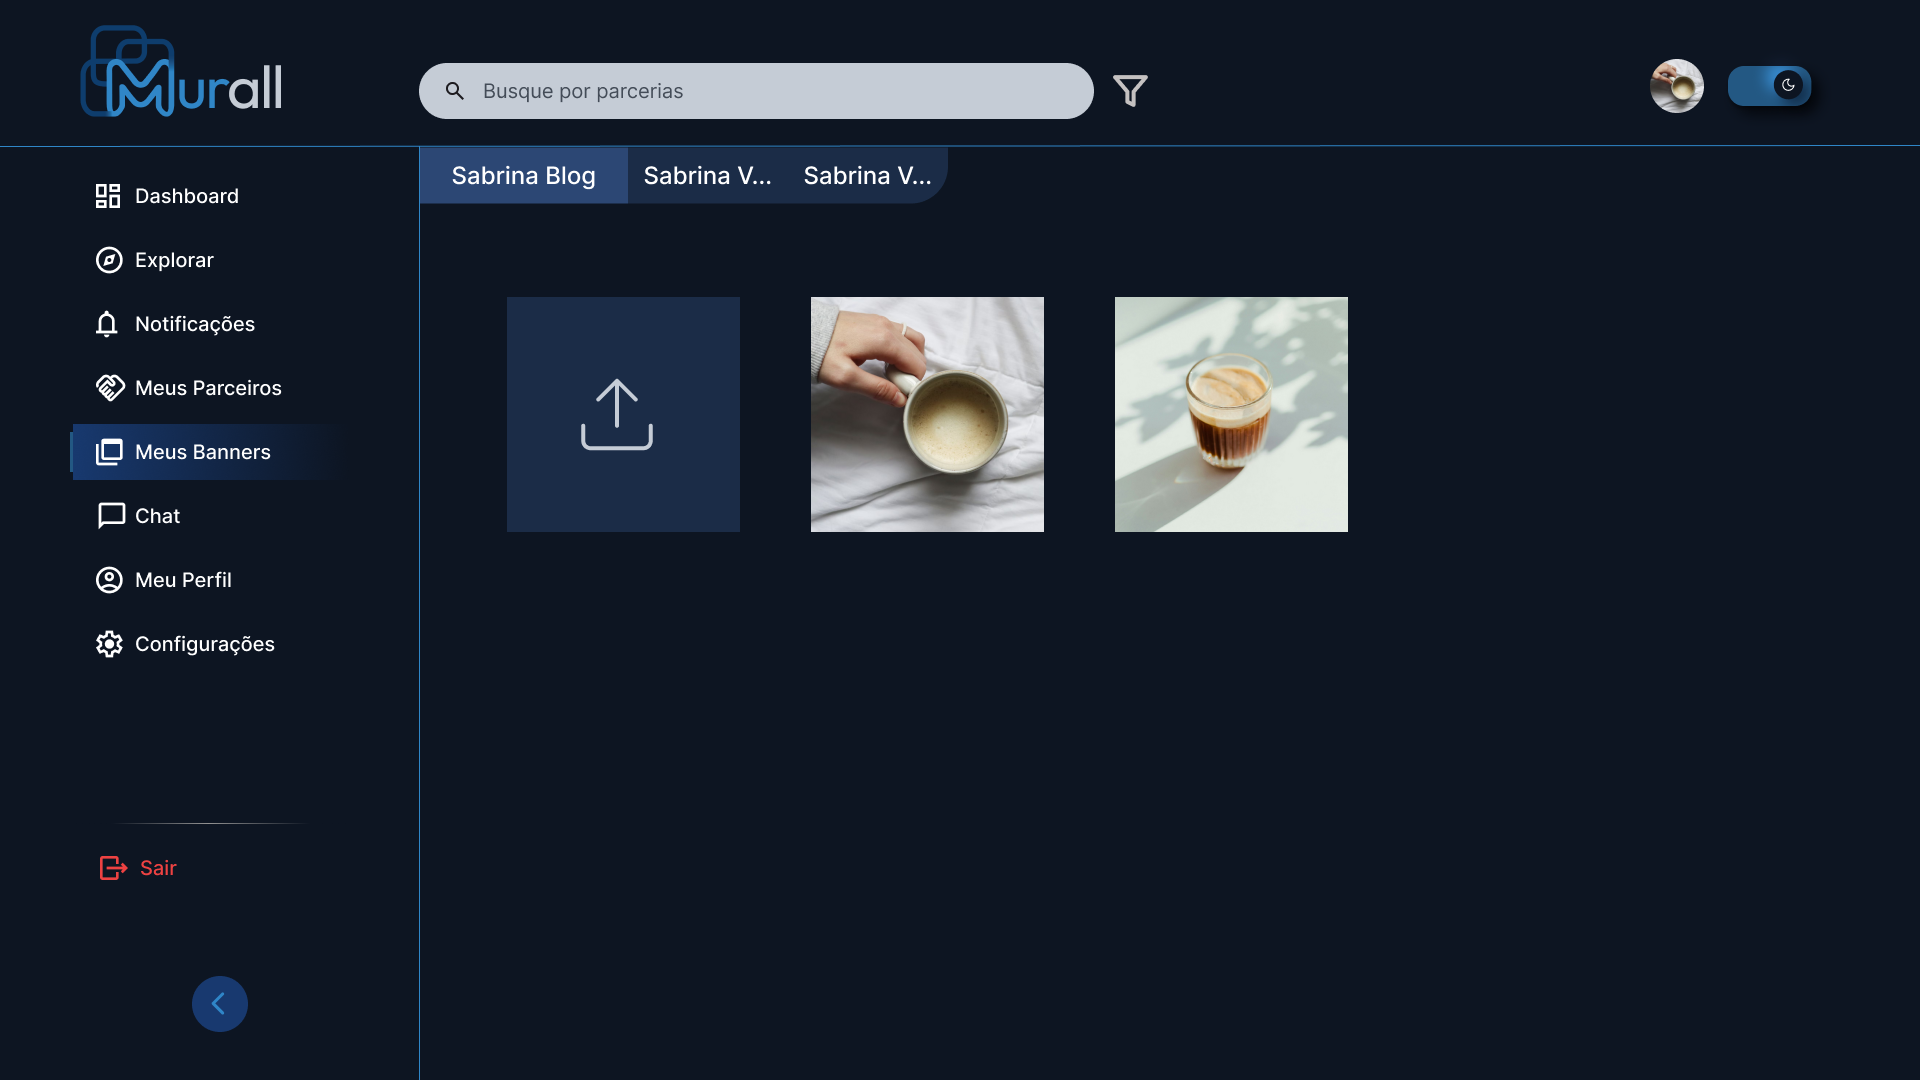 Murall
Busque por parcerias
Sabrina Blog
Sabrina V...
Sabrina V...
Dashboard
Explorar
Notificações
Meus Parceiros
Meus Banners
Chat
Meu Perfil
Configurações
Sair